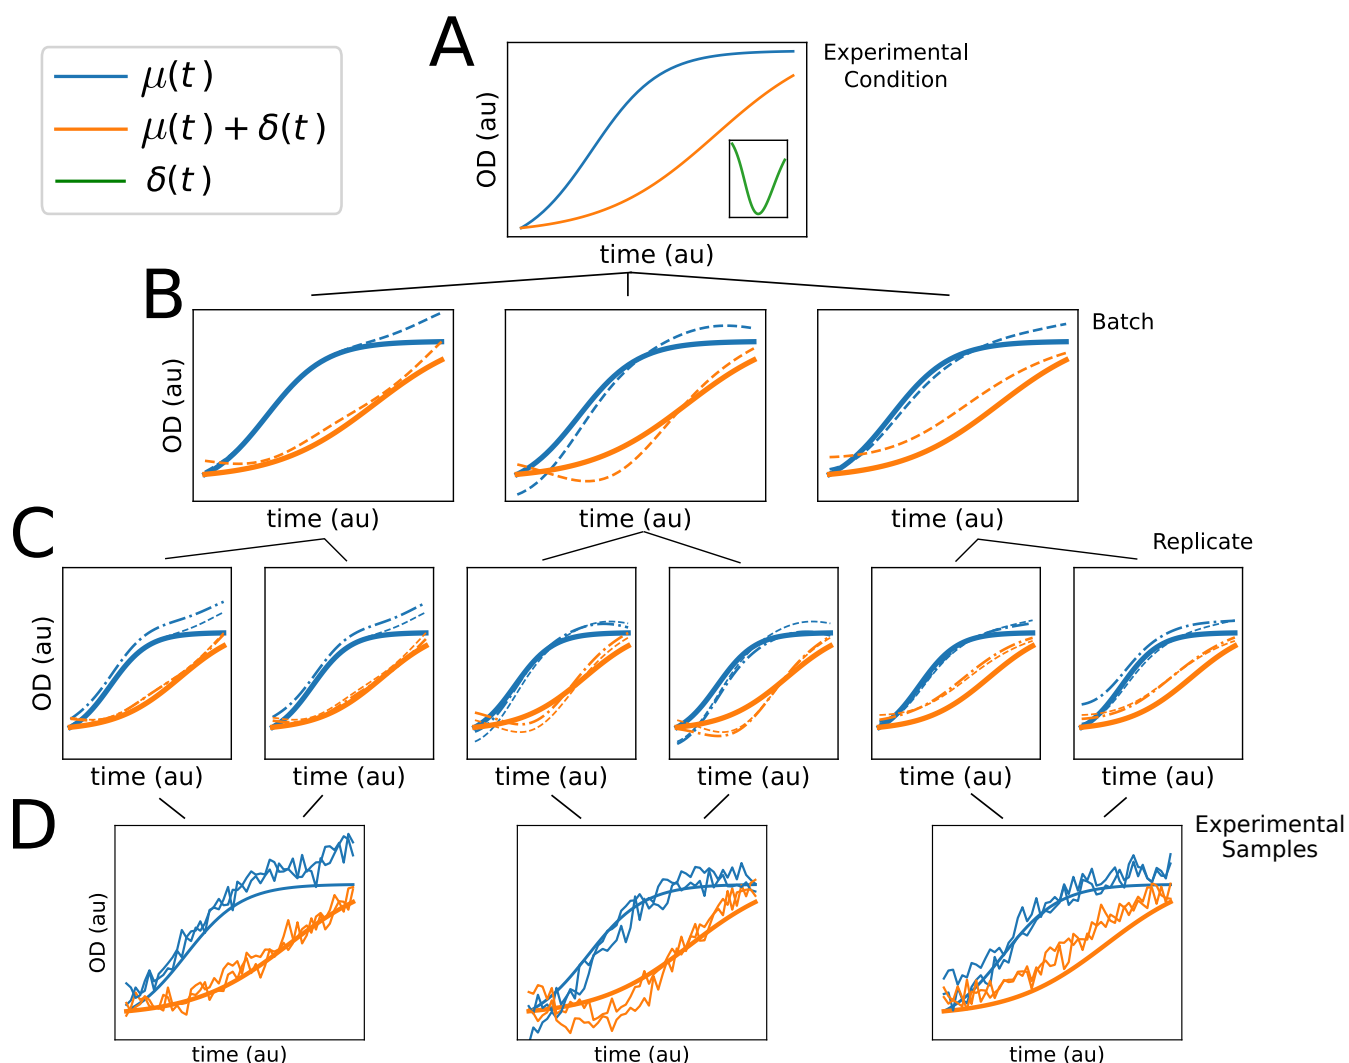 μ(t)
μ(t) + δ(t)
δ(t)
A
Experimental
Condition
OD (au)
time (au)
B
Batch
OD (au)
time (au)
time (au)
time (au)
C
Replicate
OD (au)
time (au)
time (au)
time (au)
time (au)
time (au)
time (au)
D
Experimental
Samples
OD (au)
time (au)
time (au)
time (au)